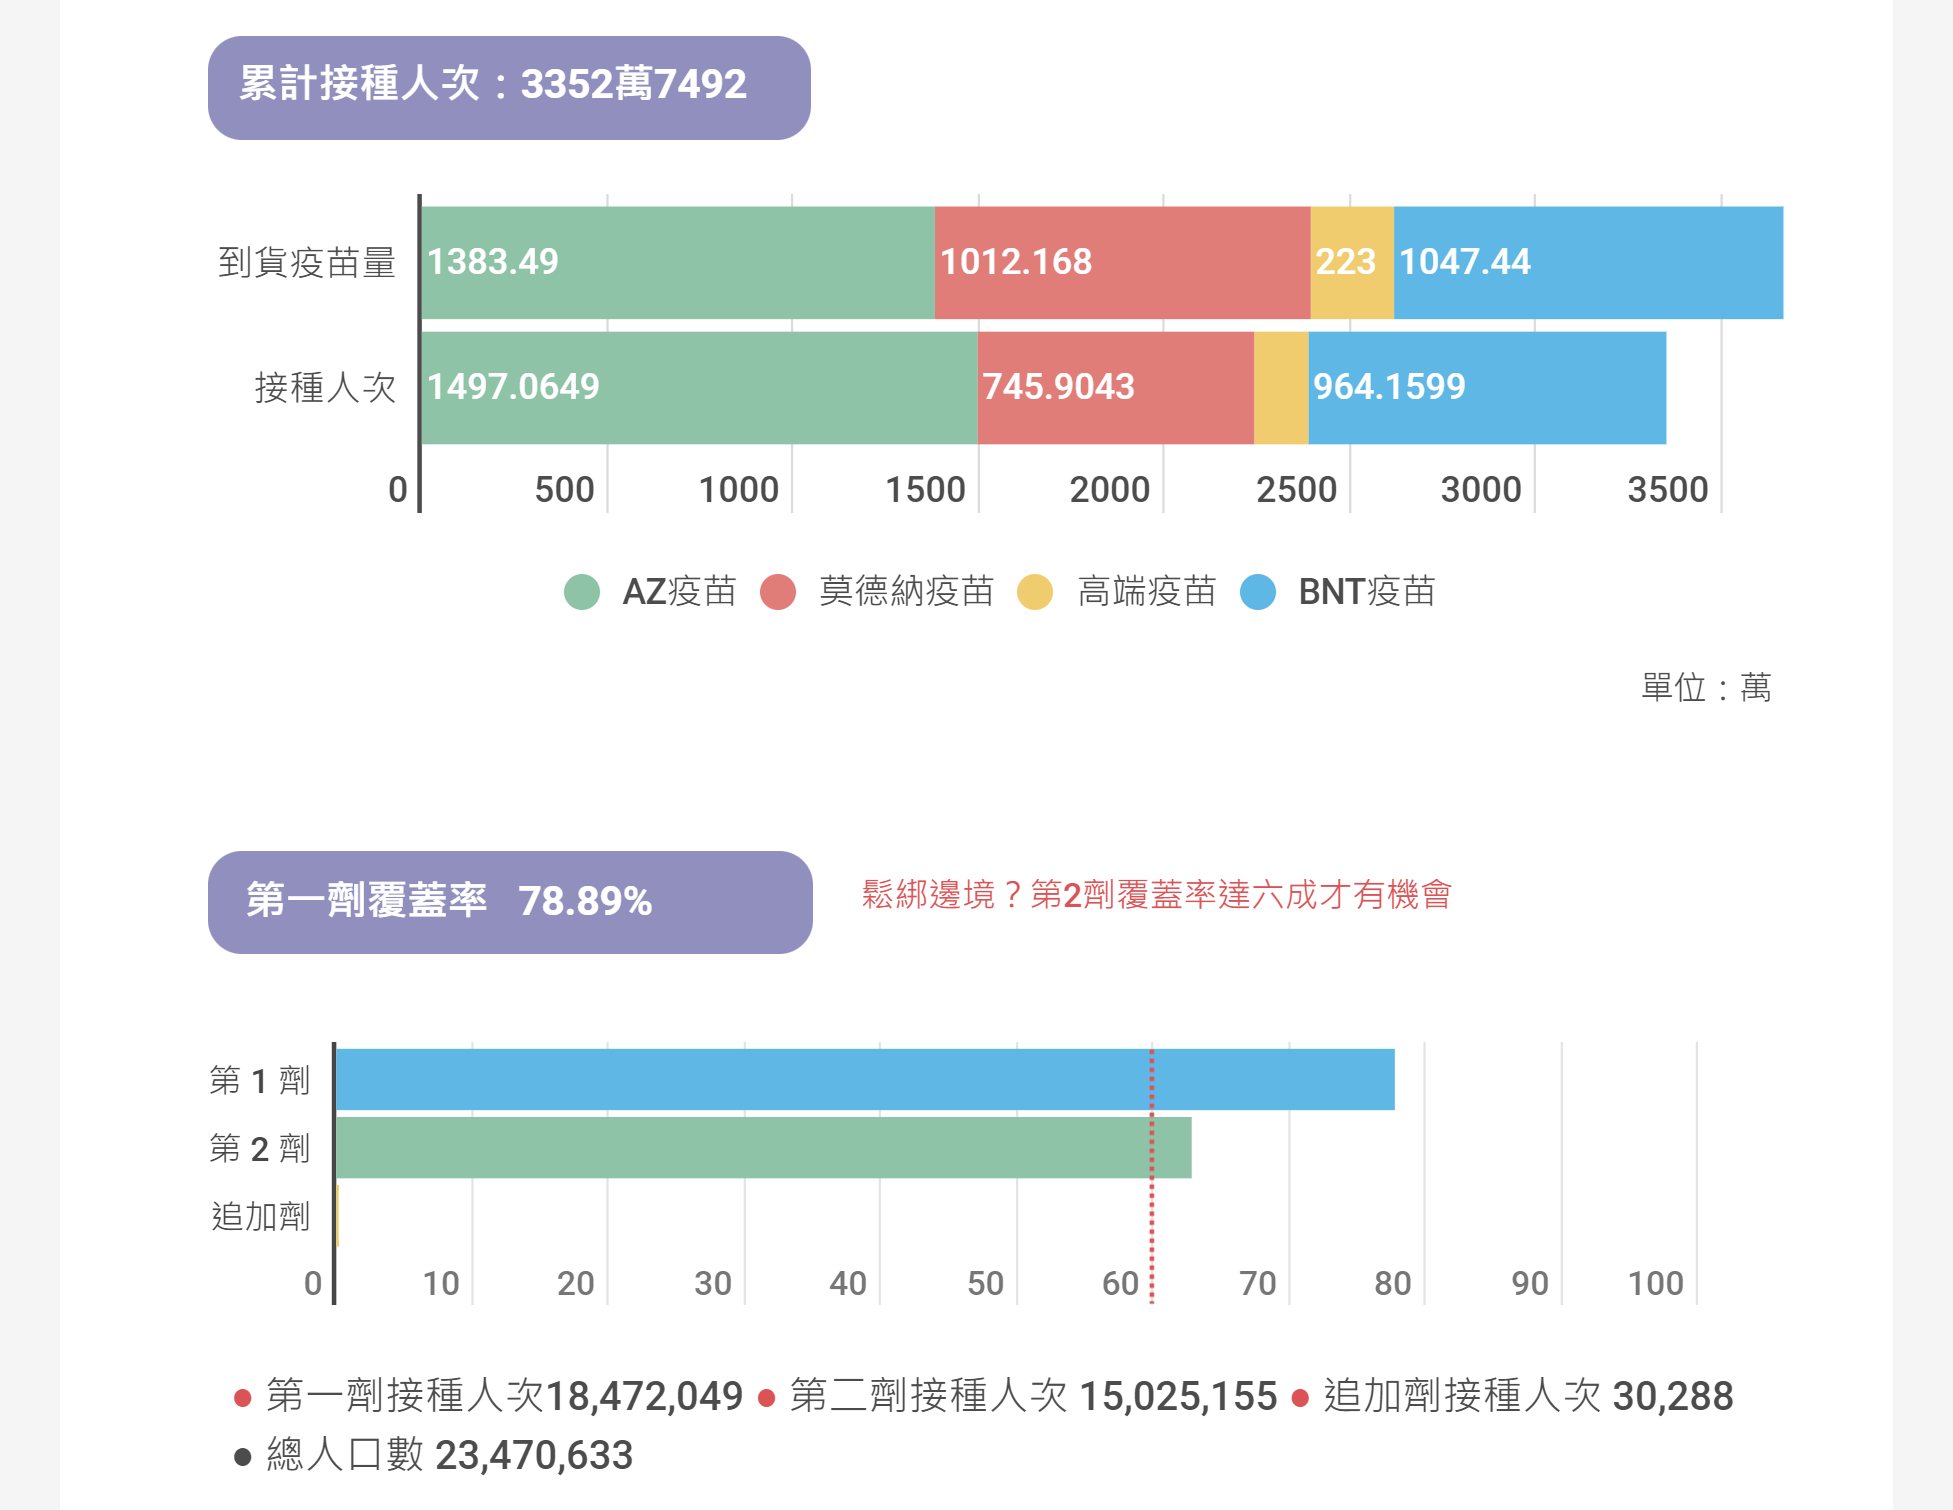 累計接種人次：3352萬7492
到貨疫苗量 1383.49 1012.168 223 1047.44
接種人次 1497.0649 745.9043 964.1599
0 500 1000 1500 2000 2500 3000 3500
AZ疫苗 莫德納疫苗 高端疫苗 BNT疫苗
單位：萬
第一劑覆蓋率 78.89%
鬆綁邊境？第2劑覆蓋率達六成才有機會
第 1 劑
第 2 劑
追加劑
0 10 20 30 40 50 60 70 80 90 100
● 第一劑接種人次18,472,049 ● 第二劑接種人次 15,025,155 ● 追加劑接種人次 30,288
● 總人口數 23,470,633